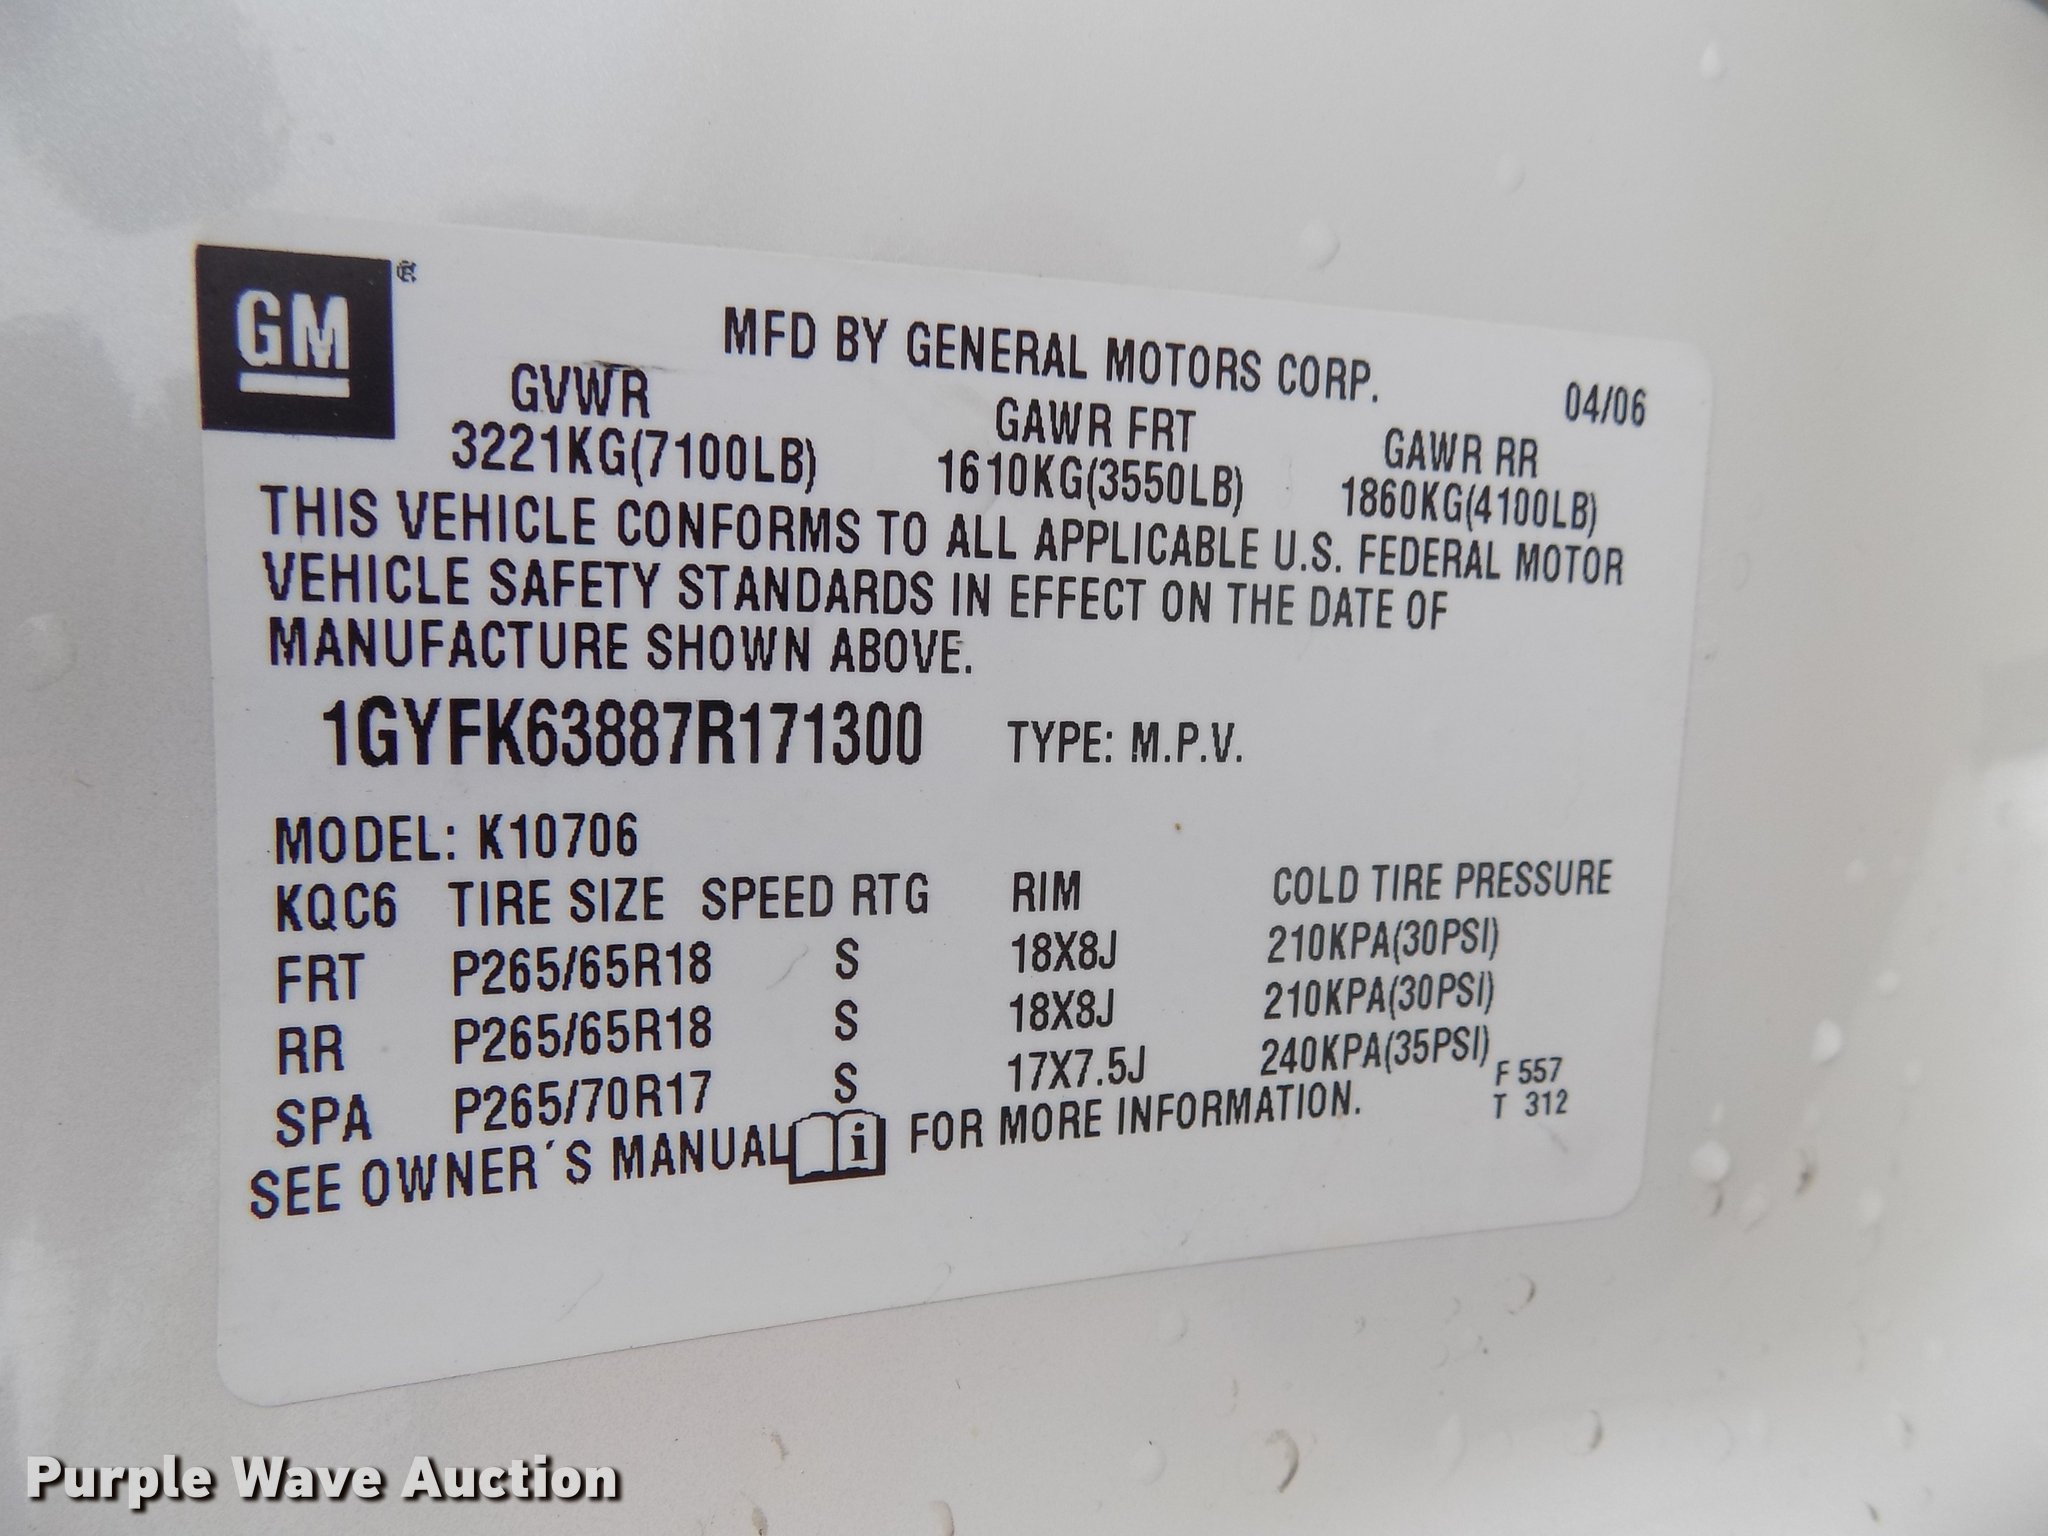 GM ®
MFD BY GENERAL MOTORS CORP. 04/06
GVWR GAWR FRT GAWR RR
3221KG(7100LB) 1610KG(3550LB) 1860KG(4100LB)
THIS VEHICLE CONFORMS TO ALL APPLICABLE U.S. FEDERAL MOTOR
VEHICLE SAFETY STANDARDS IN EFFECT ON THE DATE OF
MANUFACTURE SHOWN ABOVE.
1GYFK63887R171300 TYPE: M.P.V.
MODEL: K10706
KQC6 TIRE SIZE SPEED RTG RIM COLD TIRE PRESSURE
FRT P265/65R18 S 18X8J 210KPA(30PSI)
RR P265/65R18 S 18X8J 210KPA(30PSI)
SPA P265/70R17 S 17X7.5J 240KPA(35PSI)
SEE OWNER´S MANUAL i FOR MORE INFORMATION.
F 557
T 312
Purple Wave Auction